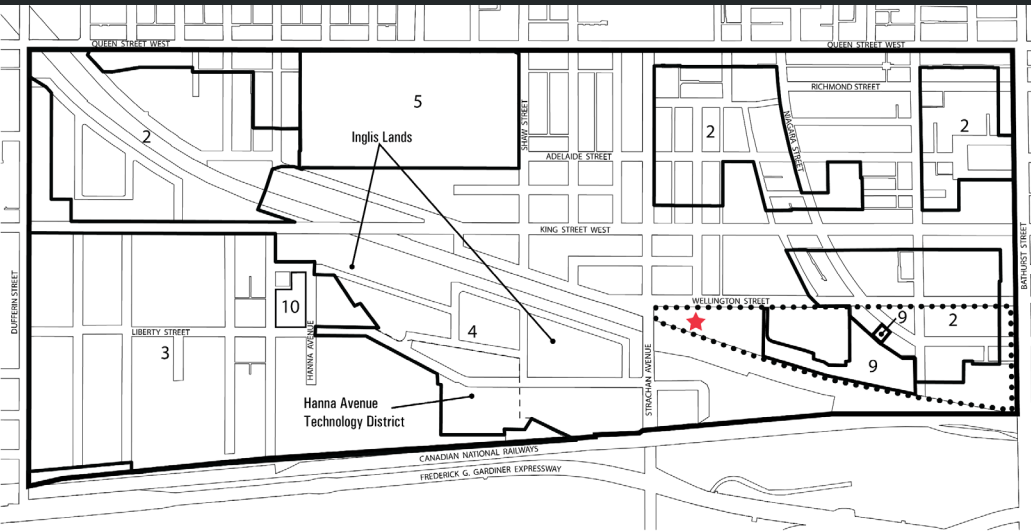 QUEEN STREET WEST
QUEEN STREET WEST
RICHMOND STREET
5
2
Inglis Lands
SHAW STREET
2
NIAGARA STREET
2
ADELAIDE STREET
KING STREET WEST
BATHURST STREET
DUFFERIN STREET
10
WELLINGTON STREET
9
2
LIBERTY STREET
3
HANNA AVENUE
4
STRACHAN AVENUE
9
Hanna Avenue
Technology District
CANADIAN NATIONAL RAILWAYS
FREDERICK G. GARDINER EXPRESSWAY